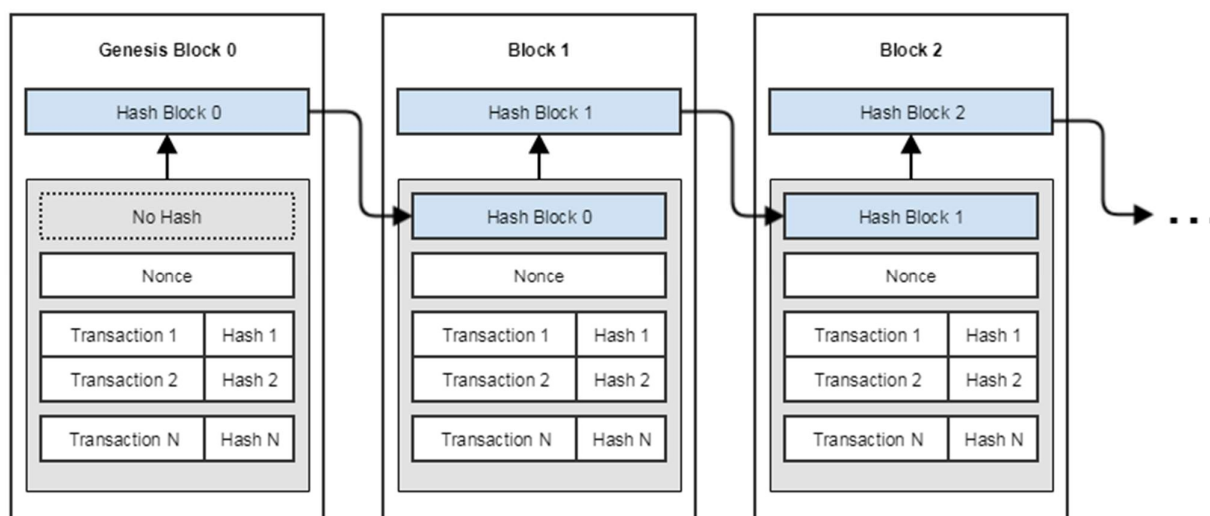 Genesis Block 0
Hash Block 0
No Hash
Nonce
Transaction 1 Hash 1
Transaction 2 Hash 2
Transaction N Hash N
Block 1
Hash Block 1
Hash Block 0
Nonce
Transaction 1 Hash 1
Transaction 2 Hash 2
Transaction N Hash N
Block 2
Hash Block 2
Hash Block 1
Nonce
Transaction 1 Hash 1
Transaction 2 Hash 2
Transaction N Hash N
...